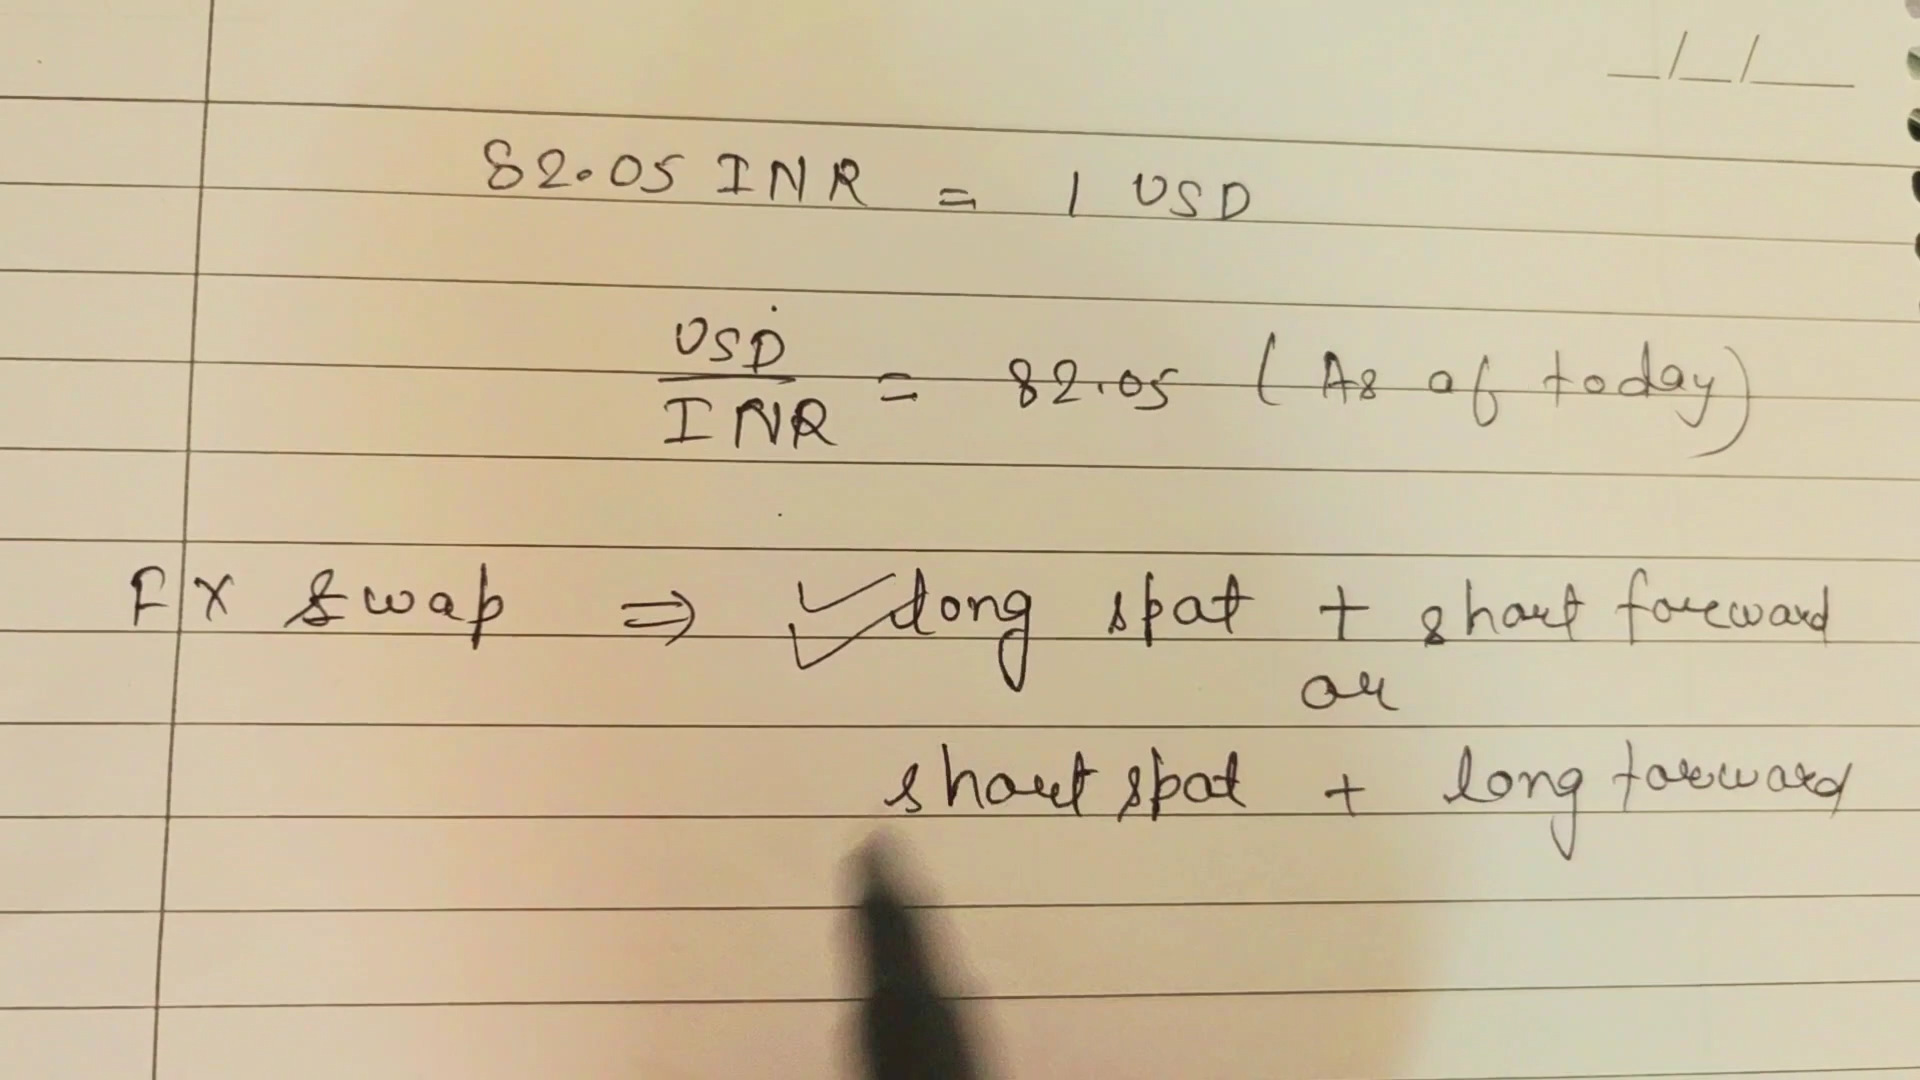 _/_/__
82.05 INR = 1 USD
USD
INR = 82.05 (As of today)
FX swap ⇒ ✓ long spot + short forward
or
short spot + long forward